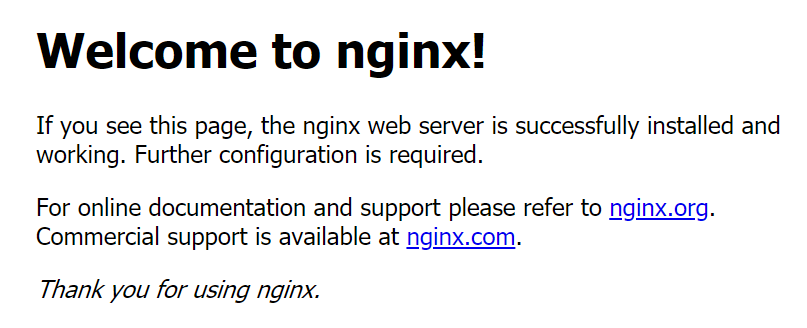 Welcome to nginx!
If you see this page, the nginx web server is successfully installed and
working. Further configuration is required.
For online documentation and support please refer to nginx.org.
Commercial support is available at nginx.com.
Thank you for using nginx.